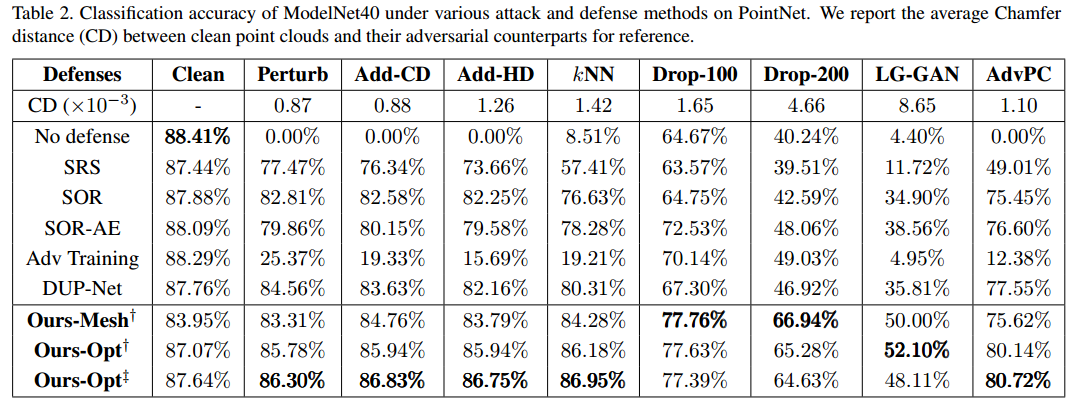 Table 2. Classification accuracy of ModelNet40 under various attack and defense methods on PointNet. We report the average Chamfer
distance (CD) between clean point clouds and their adversarial counterparts for reference.
Defenses Clean Perturb Add-CD Add-HD kNN Drop-100 Drop-200 LG-GAN AdvPC
CD (×10⁻³) - 0.87 0.88 1.26 1.42 1.65 4.66 8.65 1.10
No defense 88.41% 0.00% 0.00% 0.00% 8.51% 64.67% 40.24% 4.40% 0.00%
SRS 87.44% 77.47% 76.34% 73.66% 57.41% 63.57% 39.51% 11.72% 49.01%
SOR 87.88% 82.81% 82.58% 82.25% 76.63% 64.75% 42.59% 34.90% 75.45%
SOR-AE 88.09% 79.86% 80.15% 79.58% 78.28% 72.53% 48.06% 38.56% 76.60%
Adv Training 88.29% 25.37% 19.33% 15.69% 19.21% 70.14% 49.03% 4.95% 12.38%
DUP-Net 87.76% 84.56% 83.63% 82.16% 80.31% 67.30% 46.92% 35.81% 77.55%
Ours-Mesh† 83.95% 83.31% 84.76% 83.79% 84.28% 77.76% 66.94% 50.00% 75.62%
Ours-Opt† 87.07% 85.78% 85.94% 85.94% 86.18% 77.63% 65.28% 52.10% 80.14%
Ours-Opt‡ 87.64% 86.30% 86.83% 86.75% 86.95% 77.39% 64.63% 48.11% 80.72%